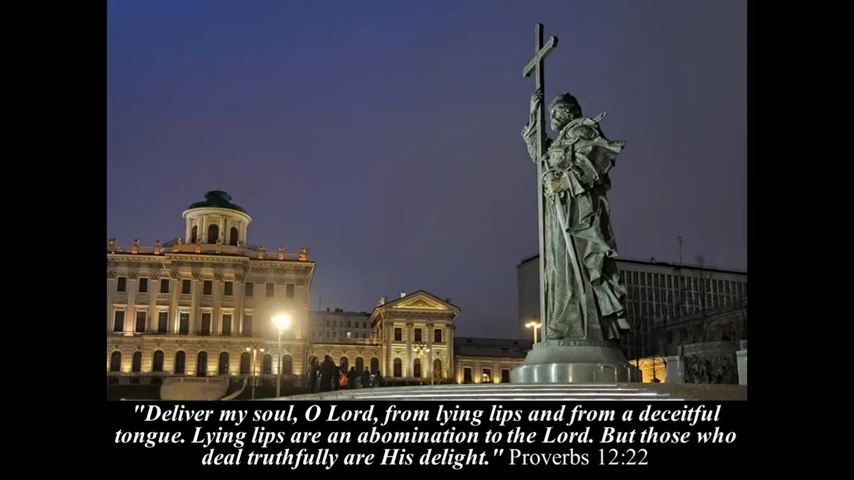 "Deliver my soul, O Lord, from lying lips and from a deceitful
tongue. Lying lips are an abomination to the Lord. But those who
deal truthfully are His delight." Proverbs 12:22